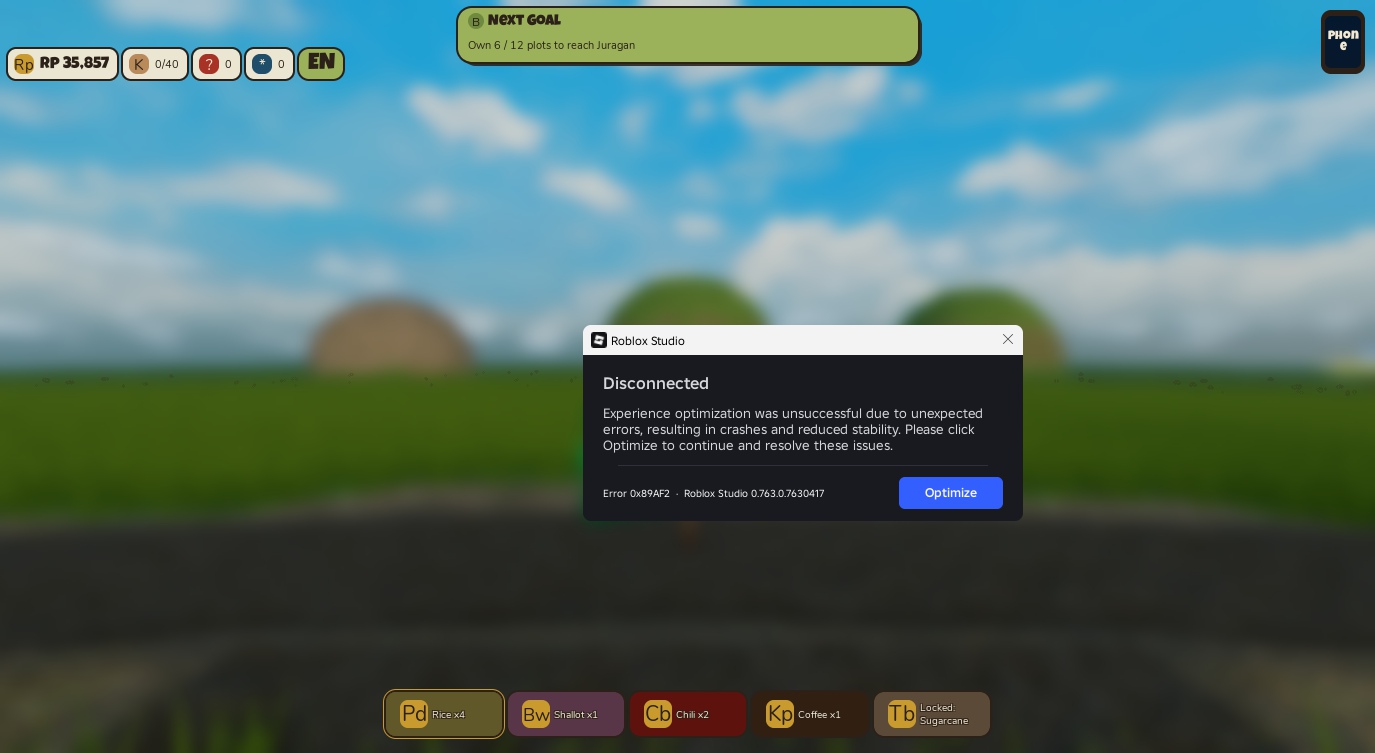 B NEXT GOAL
Own 6 / 12 plots to reach Juragan
Rp RP 35,857
K 0/40
? 0
* 0
EN
PHON
E
Roblox Studio
Disconnected
Experience optimization was unsuccessful due to unexpected
errors, resulting in crashes and reduced stability. Please click
Optimize to continue and resolve these issues.
Error 0x89AF2 · Roblox Studio 0.763.0.7630417
Optimize
Pd Rice x4
Bw Shallot x1
Cb Chili x2
Kp Coffee x1
Tb Locked:
Sugarcane